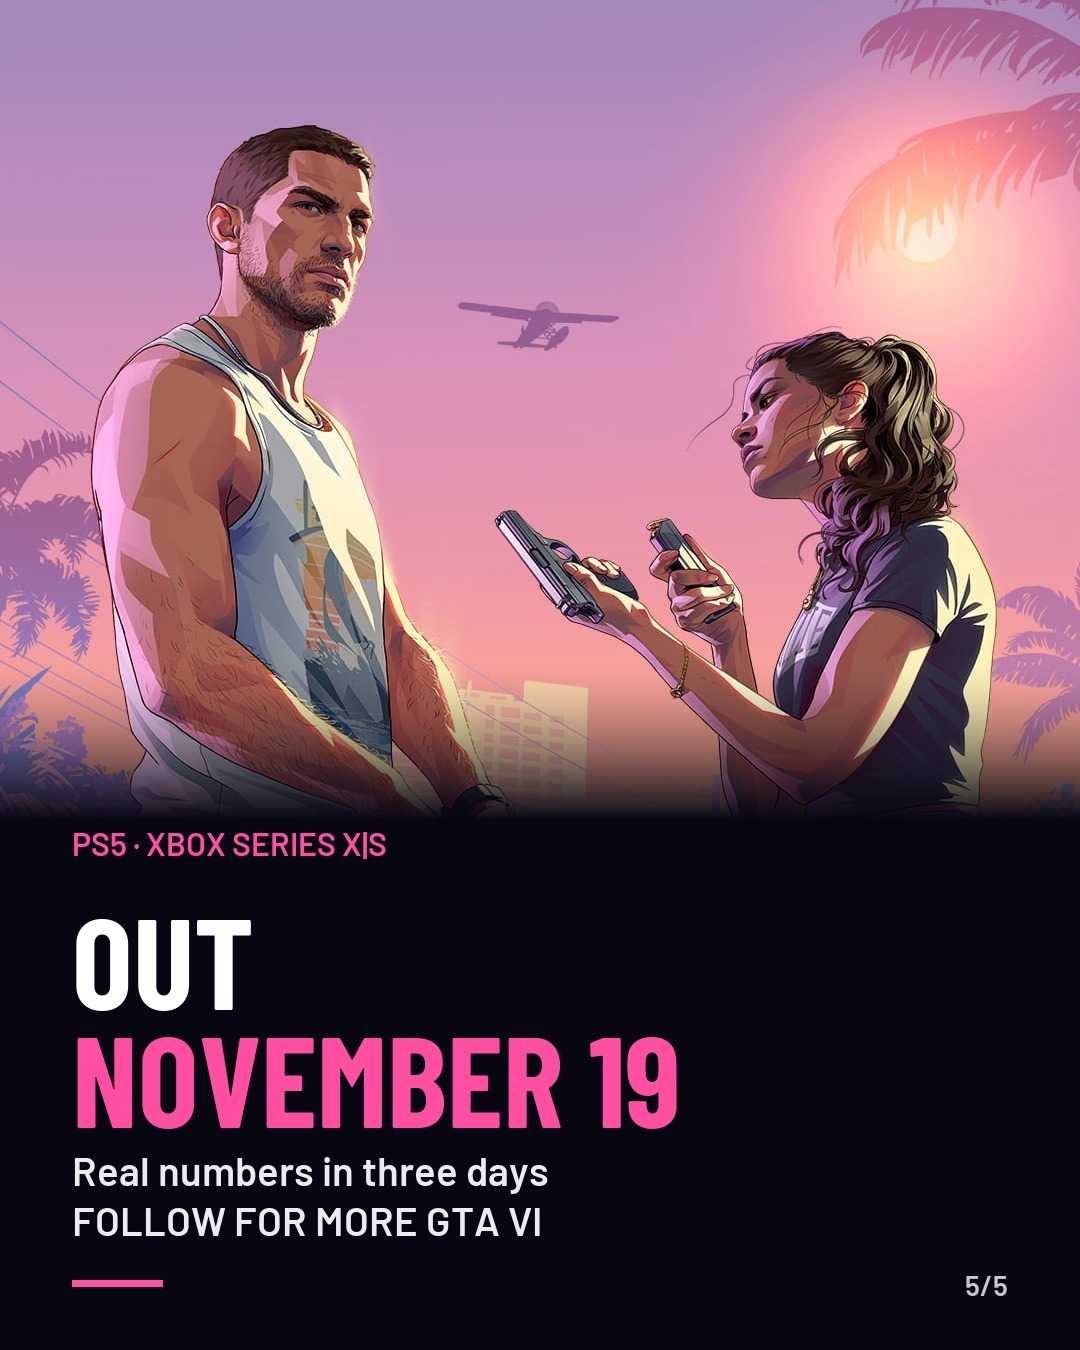 PS5 · XBOX SERIES X|S
OUT
NOVEMBER 19
Real numbers in three days
FOLLOW FOR MORE GTA VI
5/5